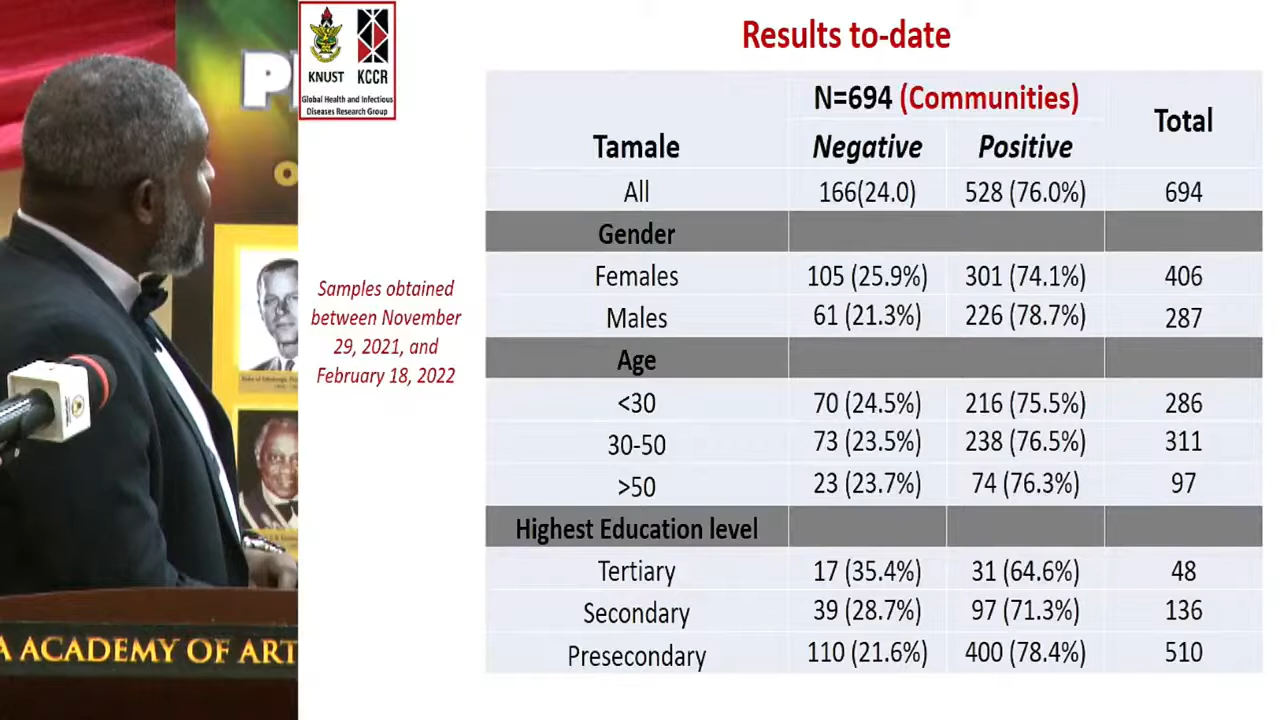 KNUST KCCR
Global Health and Infectious
Diseases Research Group
Results to-date
Samples obtained
between November
29, 2021, and
February 18, 2022
N=694 (Communities) Total
Tamale Negative Positive
All 166(24.0) 528 (76.0%) 694
Gender
Females 105 (25.9%) 301 (74.1%) 406
Males 61 (21.3%) 226 (78.7%) 287
Age
<30 70 (24.5%) 216 (75.5%) 286
30-50 73 (23.5%) 238 (76.5%) 311
>50 23 (23.7%) 74 (76.3%) 97
Highest Education level
Tertiary 17 (35.4%) 31 (64.6%) 48
Secondary 39 (28.7%) 97 (71.3%) 136
Presecondary 110 (21.6%) 400 (78.4%) 510
A ACADEMY OF ART